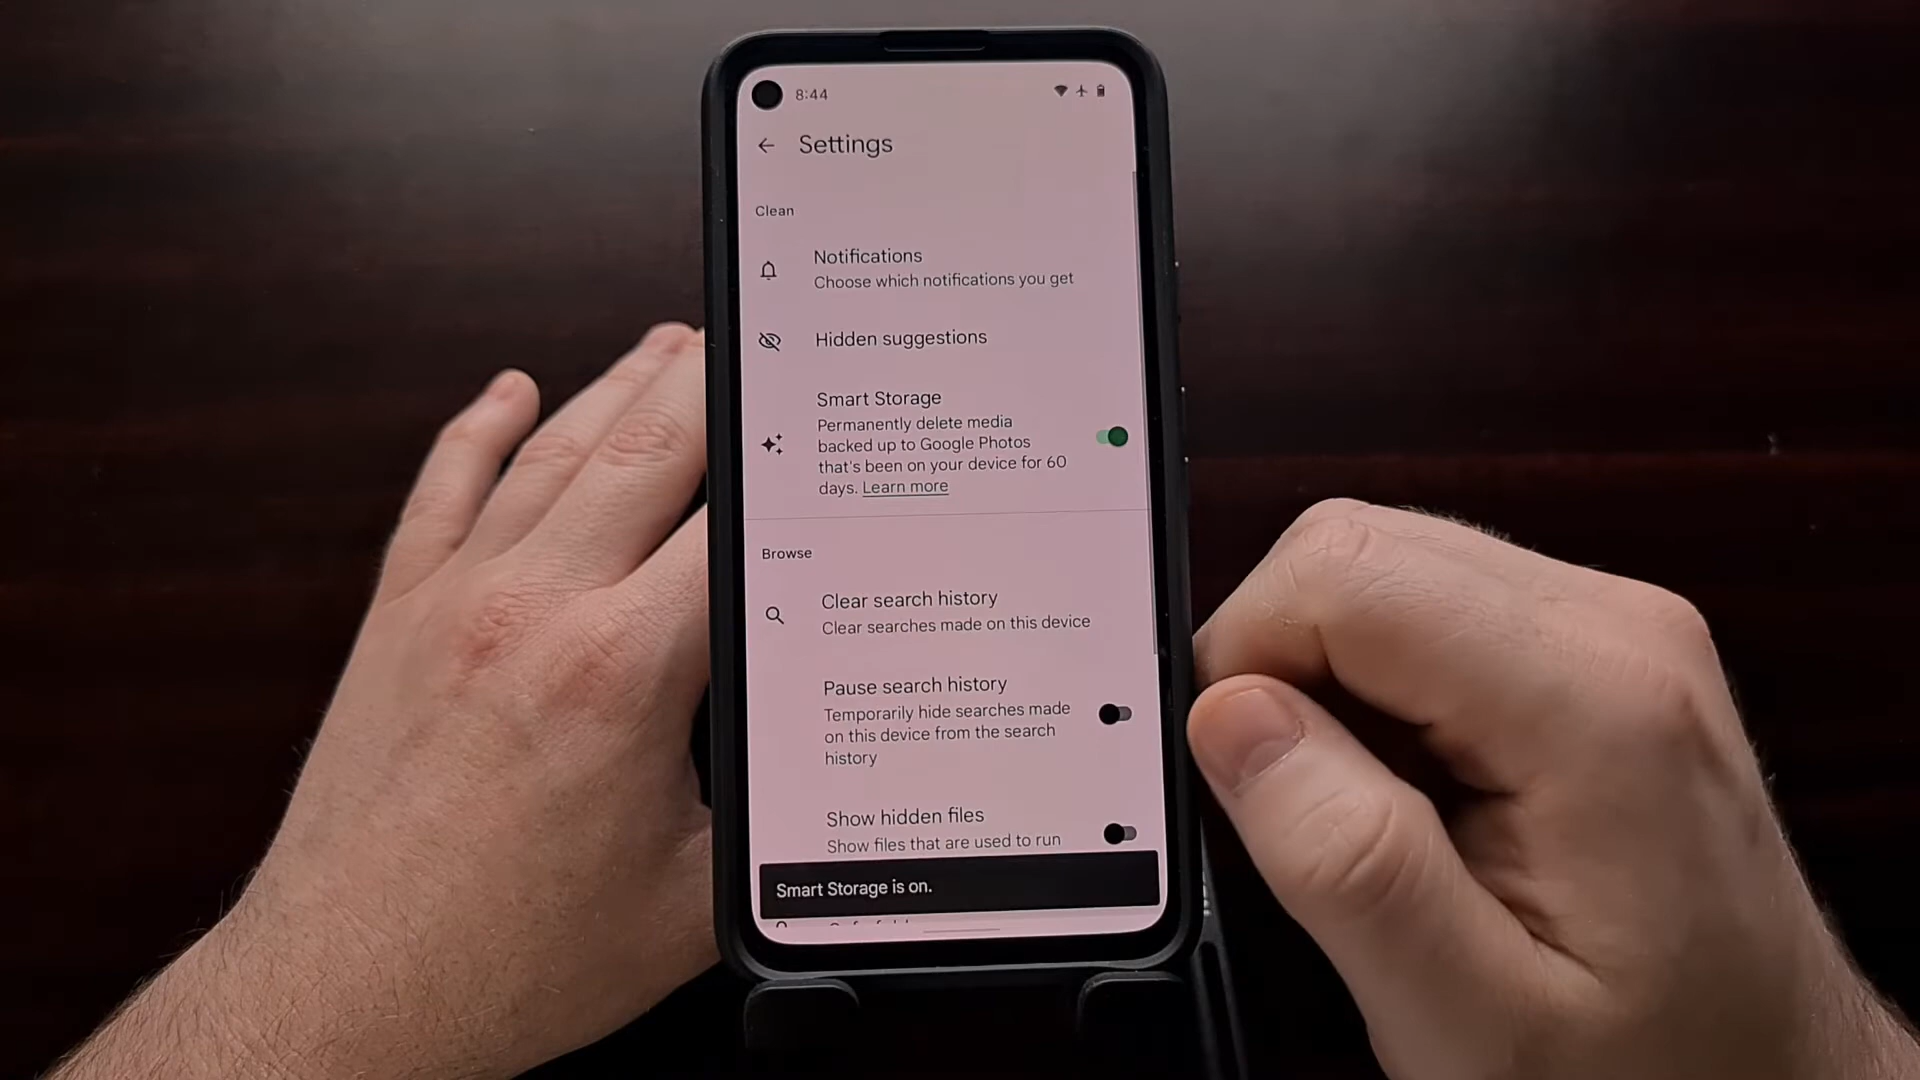 8:44
Settings
Clean
Notifications
Choose which notifications you get
Hidden suggestions
Smart Storage
Permanently delete media
backed up to Google Photos
that's been on your device for 60
days. Learn more
Browse
Clear search history
Clear searches made on this device
Pause search history
Temporarily hide searches made
on this device from the search
history
Show hidden files
Show files that are used to run
Smart Storage is on.